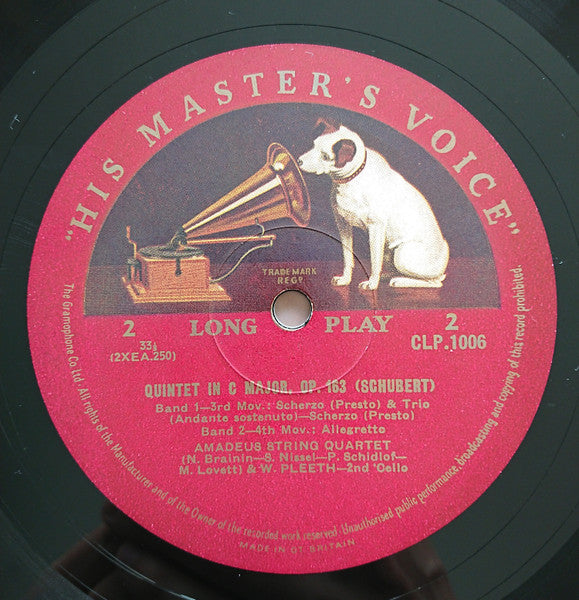 "HIS MASTER'S VOICE"
TRADE MARK
REGD
2 LONG PLAY 2
33⅓
(2XEA.250)
CLP.1006
QUINTET IN C MAJOR, OP. 163 (SCHUBERT)
Band 1—3rd Mov.: Scherzo (Presto) & Trio
(Andante sostenuto)—Scherzo (Presto)
Band 2—4th Mov.: Allegretto
AMADEUS STRING QUARTET
(N. Brainin—S. Nissel—P. Schidlof—
M. Lovett) & W. PLEETH—2nd 'Cello
The Gramophone Co Ltd. All rights of the Manufacturer and of the Owner of the recorded work reserved. Unauthorised public performance, broadcasting and copying of this record prohibited.
MADE IN GT BRITAIN